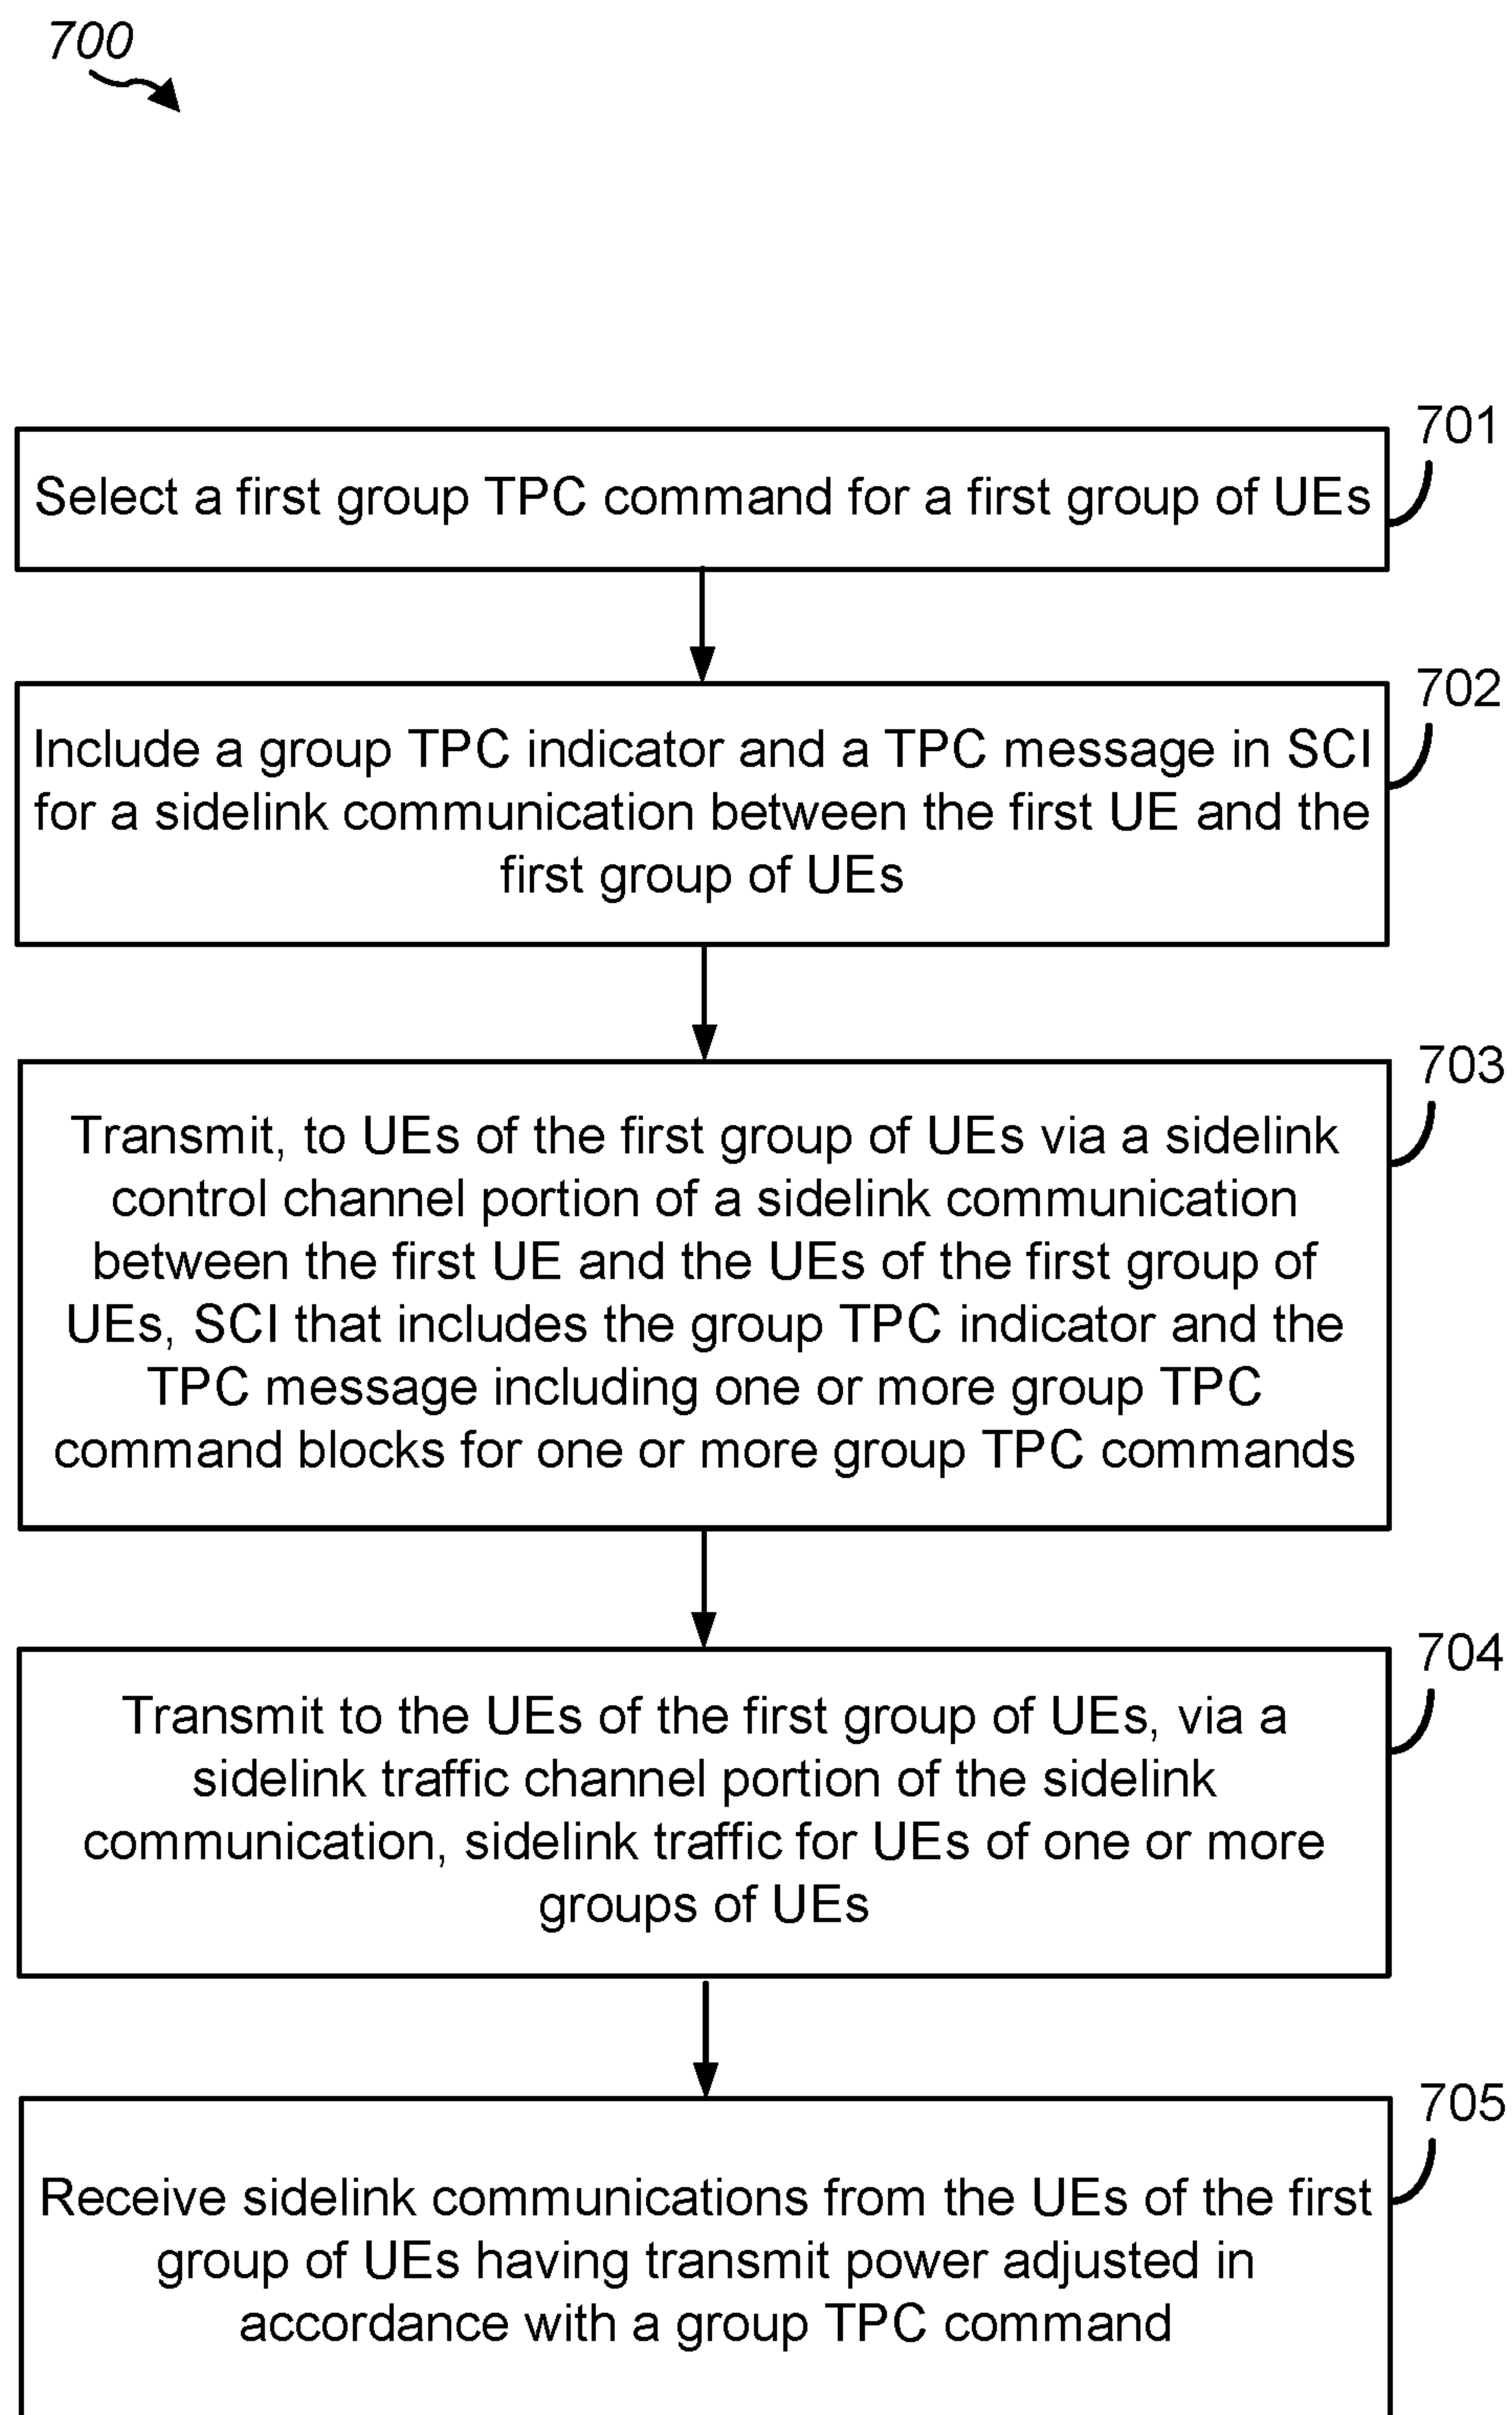 700
701
Select a first group TPC command for a first group of UEs
702
Include a group TPC indicator and a TPC message in SCI
for a sidelink communication between the first UE and the
first group of UEs
703
Transmit, to UEs of the first group of UEs via a sidelink
control channel portion of a sidelink communication
between the first UE and the UEs of the first group of
UEs, SCI that includes the group TPC indicator and the
TPC message including one or more group TPC
command blocks for one or more group TPC commands
704
Transmit to the UEs of the first group of UEs, via a
sidelink traffic channel portion of the sidelink
communication, sidelink traffic for UEs of one or more
groups of UEs
705
Receive sidelink communications from the UEs of the first
group of UEs having transmit power adjusted in
accordance with a group TPC command